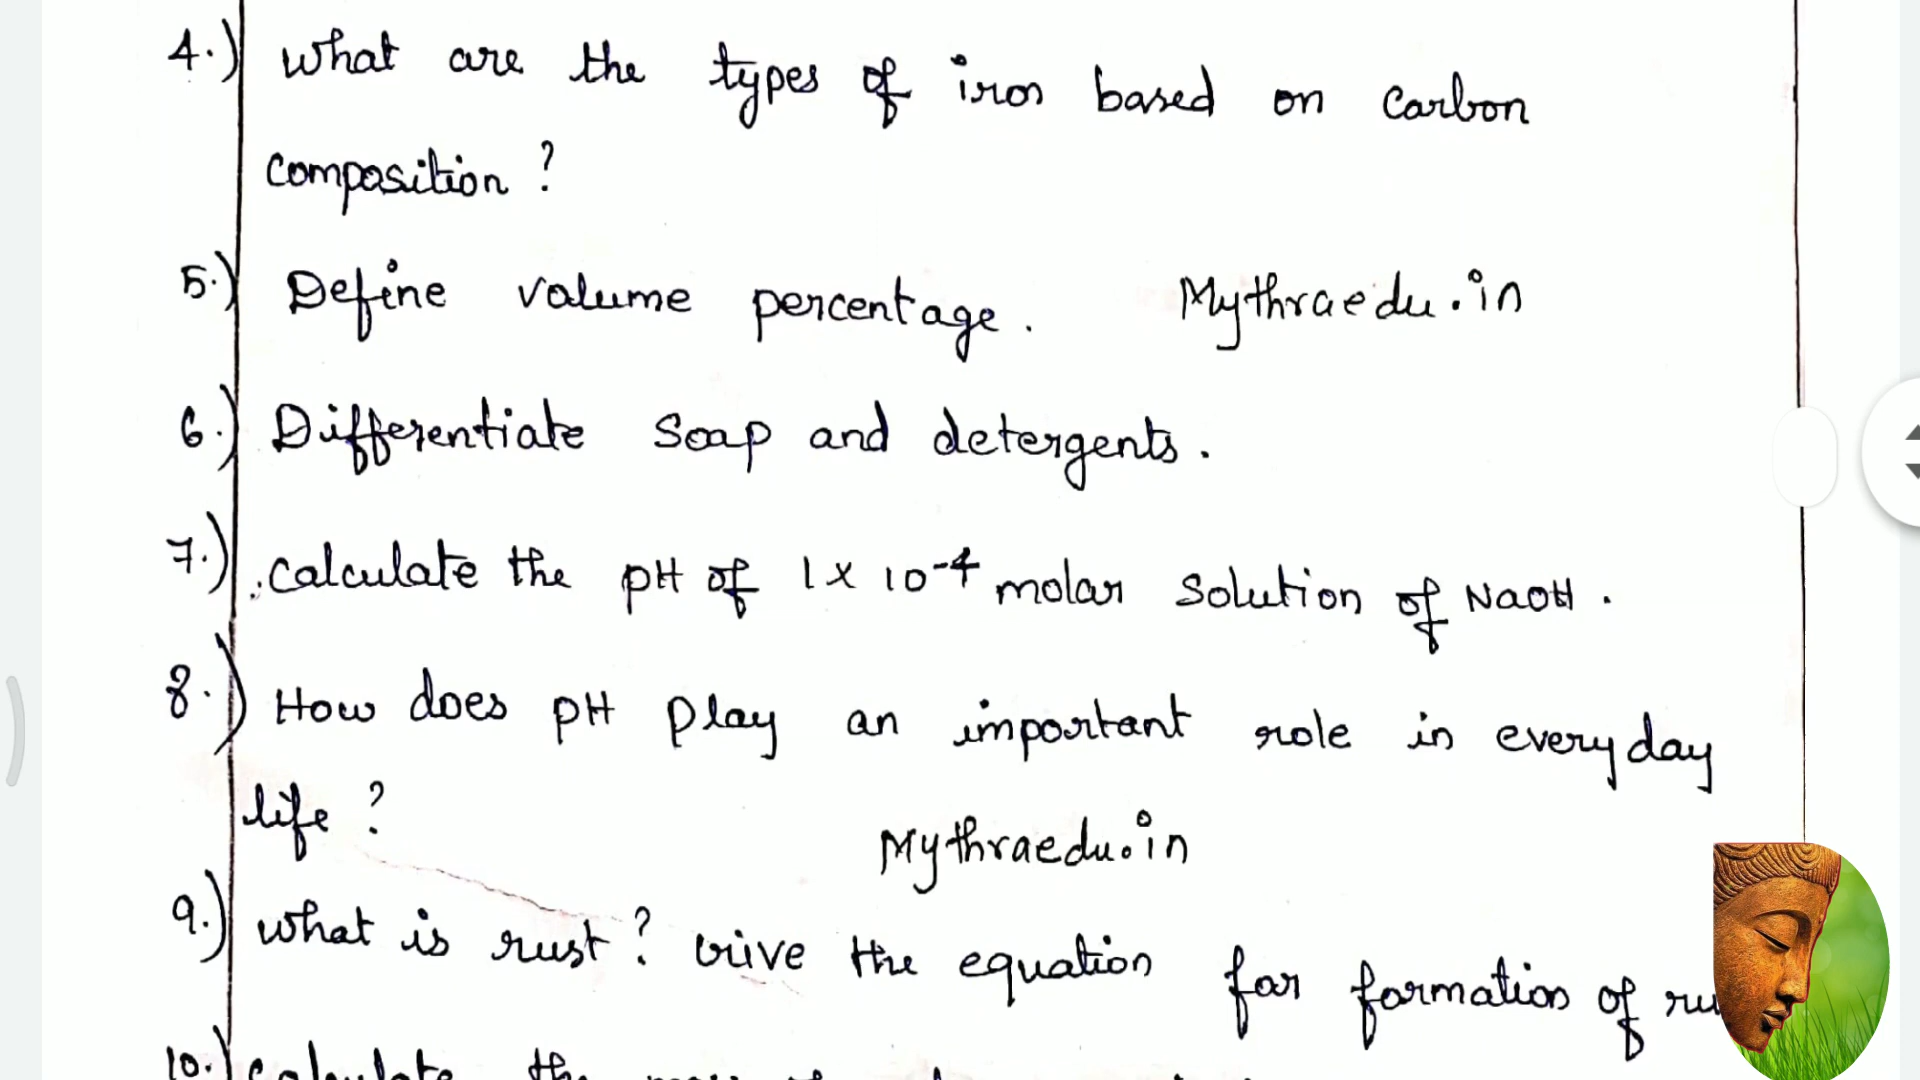 4.) What are the types of iron based on carbon
composition ?
5.) Define volume percentage. Mythraedu.in
6.) Differentiate soap and detergents.
7.) Calculate the pH of 1 x 10⁻⁴ molar solution of NaOH.
8.) How does pH play an important role in everyday
life ?
Mythraedu.in
9.) What is rust? Give the equation for formation of
10.) Calculate the